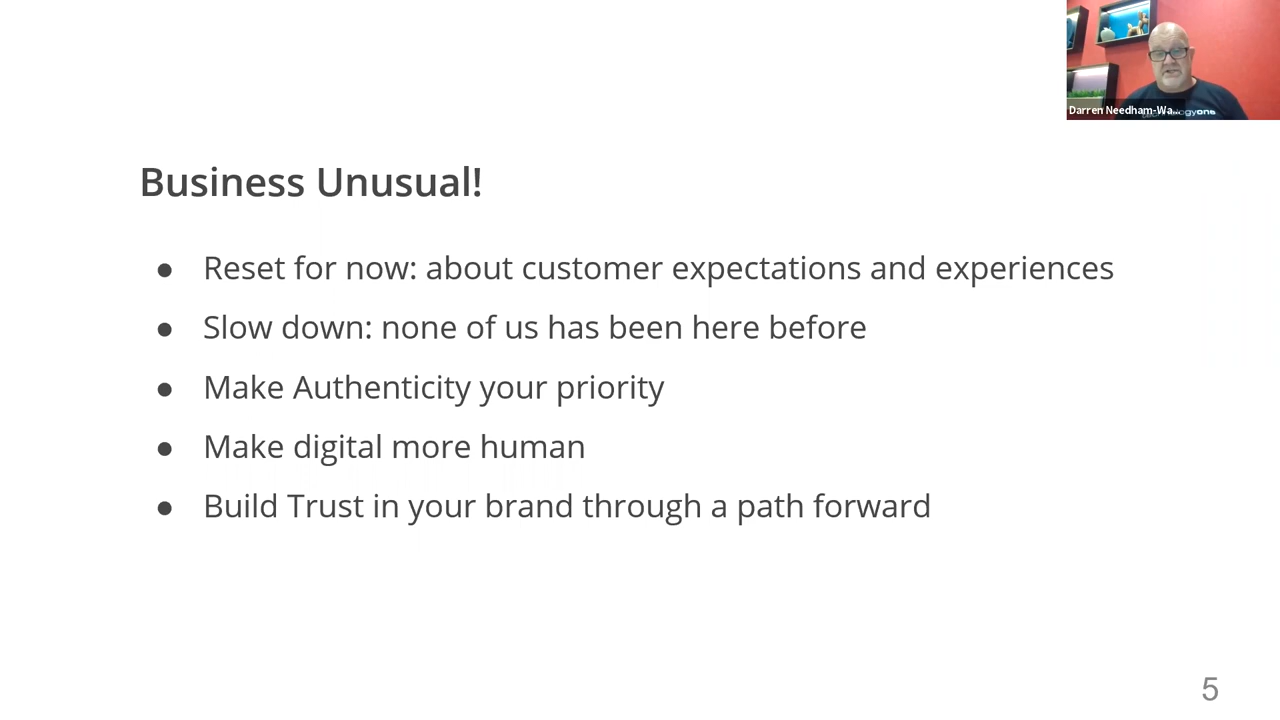 Darren Needham-Wa...
Business Unusual!
● Reset for now: about customer expectations and experiences
● Slow down: none of us has been here before
● Make Authenticity your priority
● Make digital more human
● Build Trust in your brand through a path forward
5